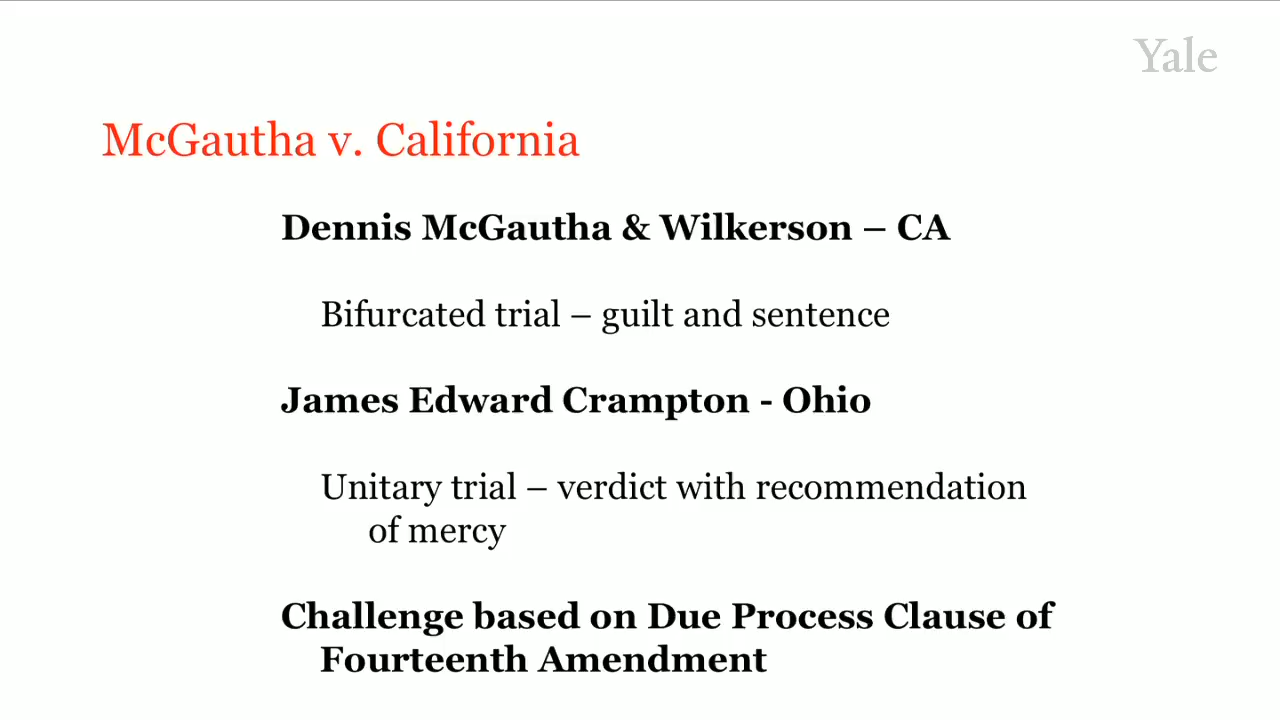 Yale
McGautha v. California
Dennis McGautha & Wilkerson – CA
Bifurcated trial – guilt and sentence
James Edward Crampton - Ohio
Unitary trial – verdict with recommendation
of mercy
Challenge based on Due Process Clause of
Fourteenth Amendment